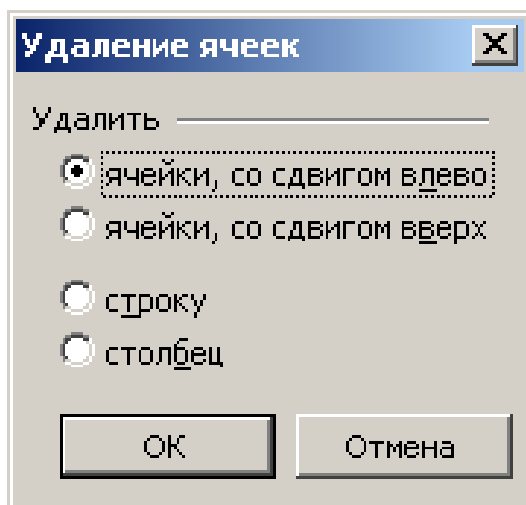 Удаление ячеек
Удалить
ячейки, со сдвигом влево
ячейки, со сдвигом вверх
строку
столбец
ОК Отмена